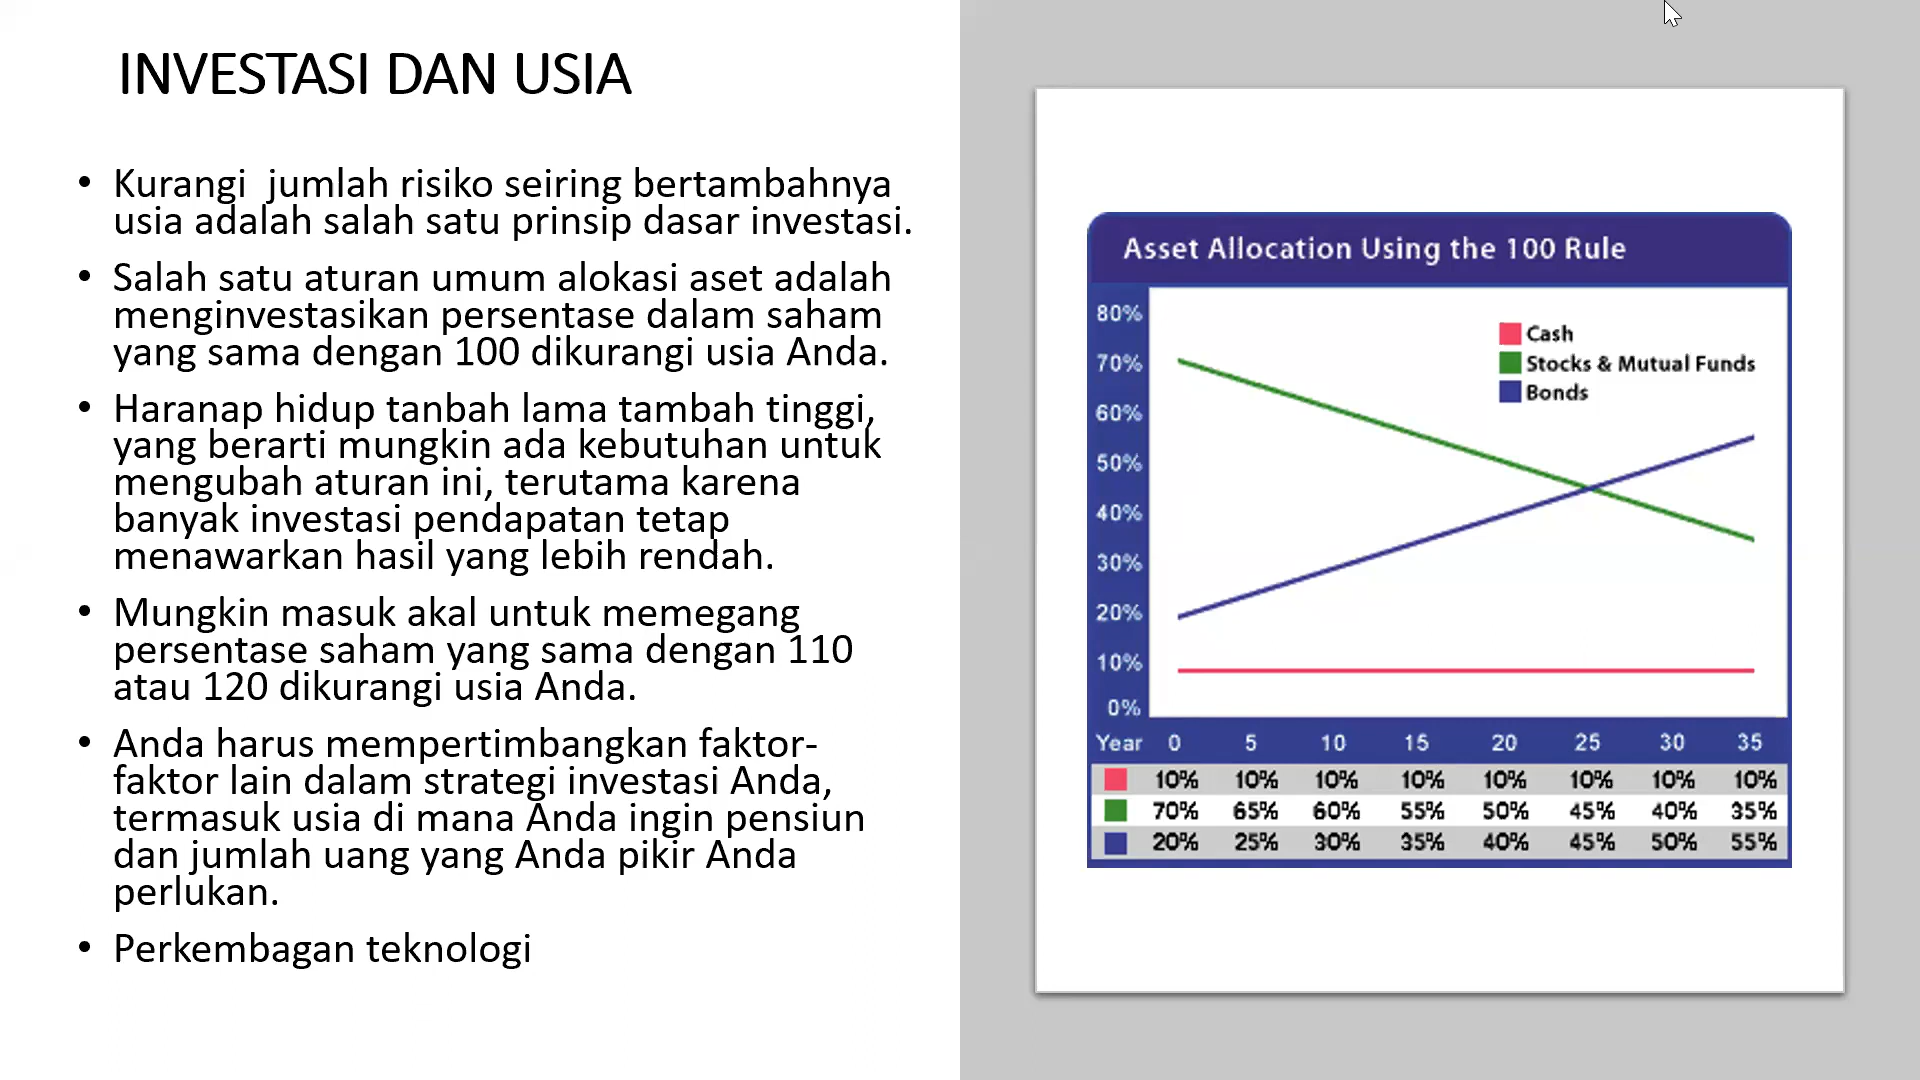 INVESTASI DAN USIA
• Kurangi  jumlah risiko seiring bertambahnya
usia adalah salah satu prinsip dasar investasi.
• Salah satu aturan umum alokasi aset adalah
menginvestasikan persentase dalam saham
yang sama dengan 100 dikurangi usia Anda.
• Haranap hidup tanbah lama tambah tinggi,
yang berarti mungkin ada kebutuhan untuk
mengubah aturan ini, terutama karena
banyak investasi pendapatan tetap
menawarkan hasil yang lebih rendah.
• Mungkin masuk akal untuk memegang
persentase saham yang sama dengan 110
atau 120 dikurangi usia Anda.
• Anda harus mempertimbangkan faktor-
faktor lain dalam strategi investasi Anda,
termasuk usia di mana Anda ingin pensiun
dan jumlah uang yang Anda pikir Anda
perlukan.
• Perkembagan teknologi
Asset Allocation Using the 100 Rule
80%
70%
60%
50%
40%
30%
20%
10%
0%
Cash
Stocks & Mutual Funds
Bonds
Year 0 5 10 15 20 25 30 35
10% 10% 10% 10% 10% 10% 10% 10%
70% 65% 60% 55% 50% 45% 40% 35%
20% 25% 30% 35% 40% 45% 50% 55%